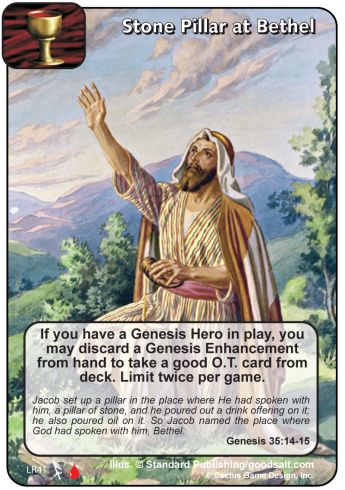 Stone Pillar at Bethel
If you have a Genesis Hero in play, you
may discard a Genesis Enhancement
from hand to take a good O.T. card from
deck. Limit twice per game.
Jacob set up a pillar in the place where He had spoken with
him, a pillar of stone, and he poured out a drink offering on it;
he also poured oil on it. So Jacob named the place where
God had spoken with him, Bethel.
Genesis 35:14-15
Illus. © Standard Publishing/goodsalt.com
LR41
© Cactus Game Design, Inc.